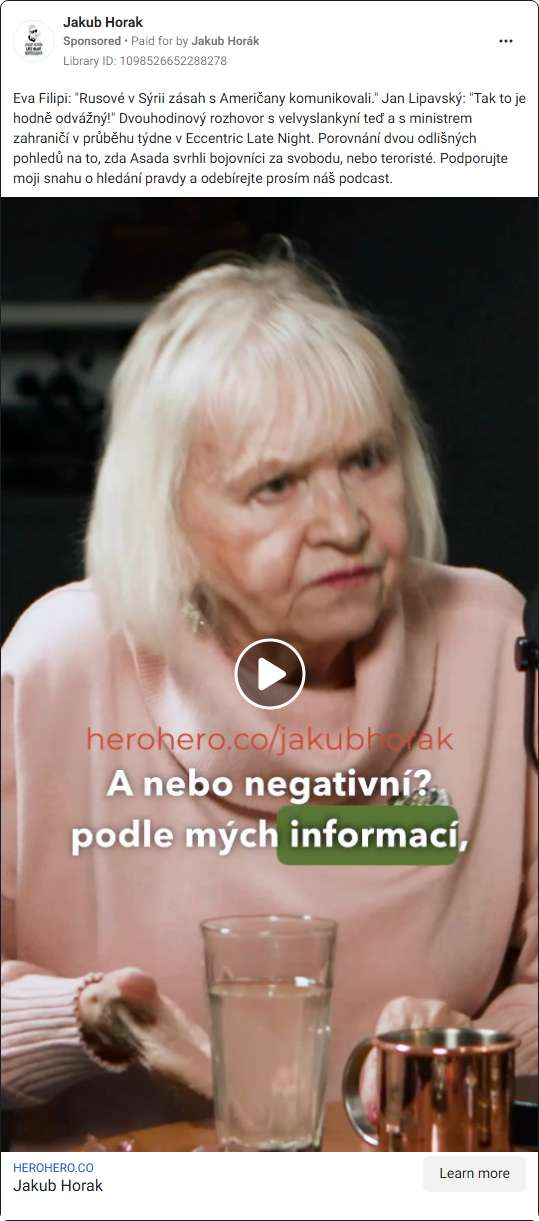 Jakub Horak
Sponsored • Paid for by Jakub Horák
Library ID: 1098526652288278
Eva Filipi: "Rusové v Sýrii zásah s Američany komunikovali." Jan Lipavský: "Tak to je
hodně odvážný!" Dvouhodinový rozhovor s velvyslankyní teď a s ministrem
zahraničí v průběhu týdne v Eccentric Late Night. Porovnání dvou odlišných
pohledů na to, zda Asada svrhli bojovníci za svobodu, nebo teroristé. Podporujte
moji snahu o hledání pravdy a odebírejte prosím náš podcast.
herohero.co/jakubhorak
A nebo negativní?
podle mých informací,
HEROHERO.CO
Jakub Horak
Learn more